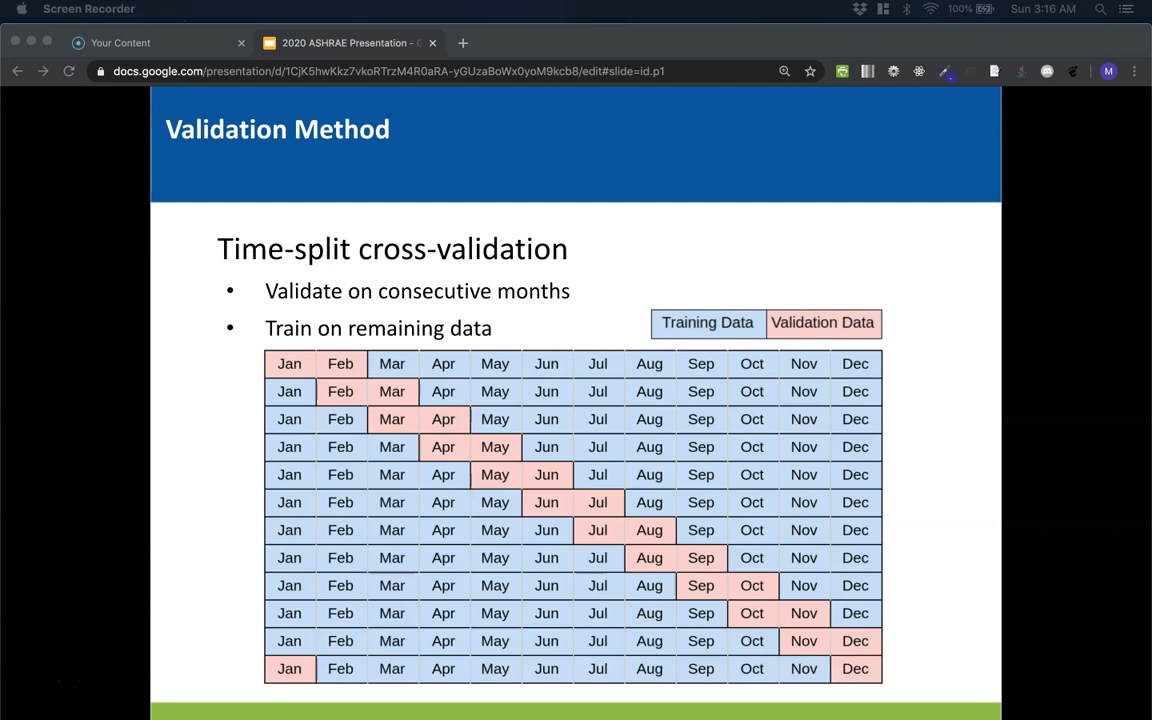 Screen Recorder
100%
Sun 3:16 AM
Your Content
2020 ASHRAE Presentation - G
docs.google.com/presentation/d/1CjK5hwKkz7vkoRTrzM4R0aRA-yGUzaBoWx0yoM9kcb8/edit#slide=id.p1
M
Validation Method
Time-split cross-validation
• Validate on consecutive months
• Train on remaining data
Training Data Validation Data
Jan Feb Mar Apr May Jun Jul Aug Sep Oct Nov Dec
Jan Feb Mar Apr May Jun Jul Aug Sep Oct Nov Dec
Jan Feb Mar Apr May Jun Jul Aug Sep Oct Nov Dec
Jan Feb Mar Apr May Jun Jul Aug Sep Oct Nov Dec
Jan Feb Mar Apr May Jun Jul Aug Sep Oct Nov Dec
Jan Feb Mar Apr May Jun Jul Aug Sep Oct Nov Dec
Jan Feb Mar Apr May Jun Jul Aug Sep Oct Nov Dec
Jan Feb Mar Apr May Jun Jul Aug Sep Oct Nov Dec
Jan Feb Mar Apr May Jun Jul Aug Sep Oct Nov Dec
Jan Feb Mar Apr May Jun Jul Aug Sep Oct Nov Dec
Jan Feb Mar Apr May Jun Jul Aug Sep Oct Nov Dec
Jan Feb Mar Apr May Jun Jul Aug Sep Oct Nov Dec